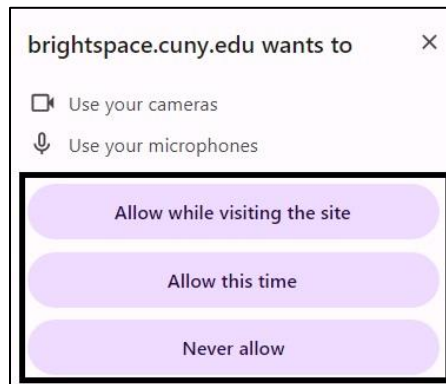 brightspace.cuny.edu wants to
Use your cameras
Use your microphones
Allow while visiting the site
Allow this time
Never allow